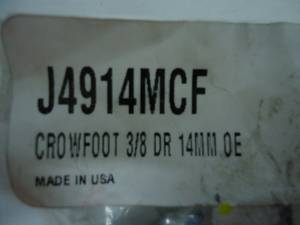 J4914MCF
CROWFOOT 3/8 DR 14MM OE
MADE IN USA